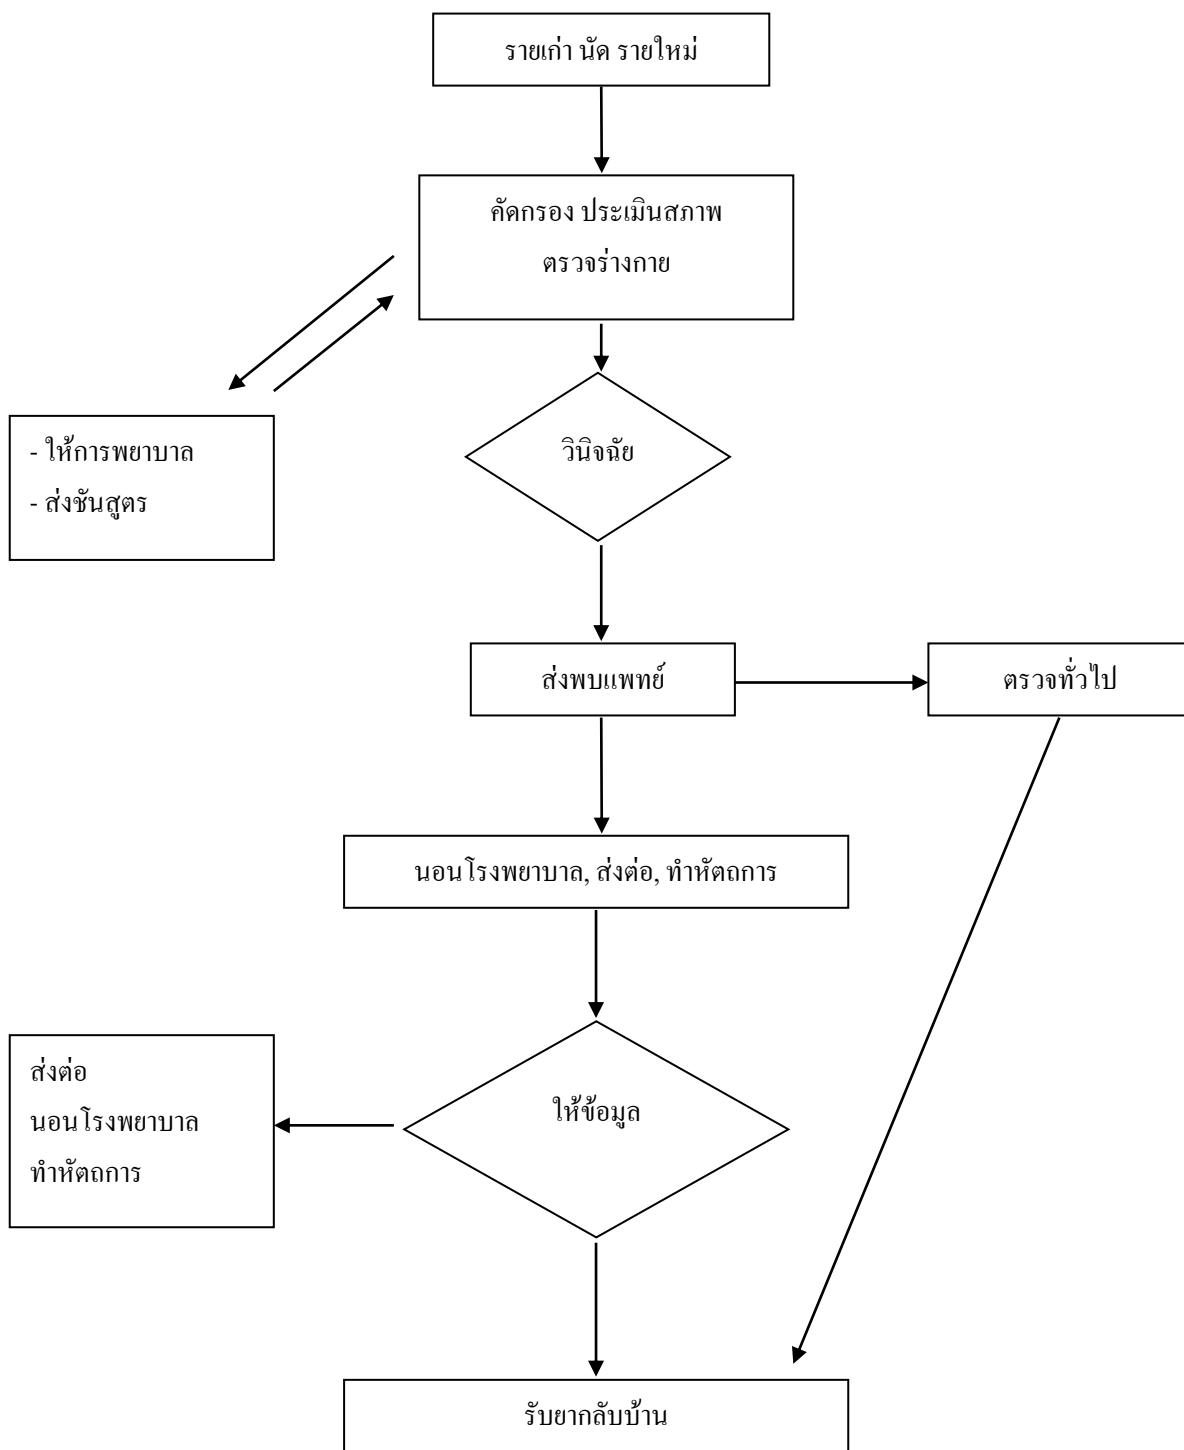 รายเก่า นัด รายใหม่
คัดกรอง ประเมินสภาพ
ตรวจร่างกาย
- ให้การพยาบาล
- ส่งชันสูตร
วินิจฉัย
ส่งพบแพทย์
ตรวจทั่วไป
นอนโรงพยาบาล, ส่งต่อ, ทำหัตถการ
ส่งต่อ
นอนโรงพยาบาล
ทำหัตถการ
ให้ข้อมูล
รับยากลับบ้าน